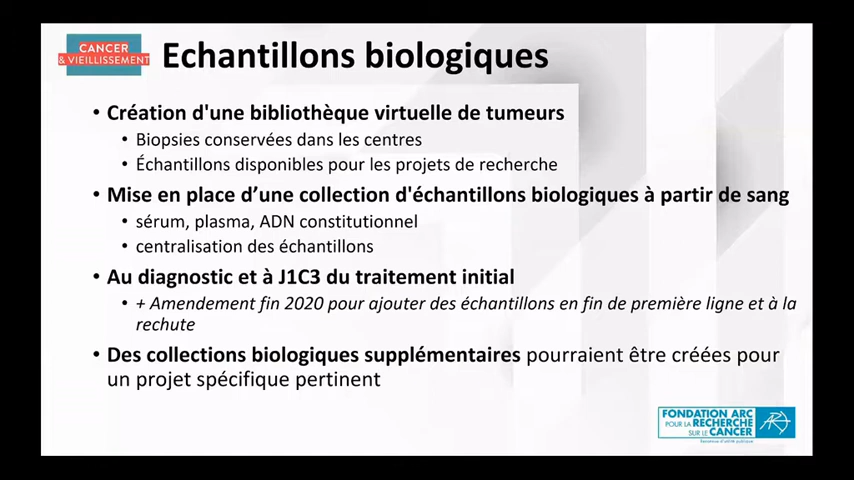 CANCER
& VIEILLISSEMENT
Echantillons biologiques
• Création d'une bibliothèque virtuelle de tumeurs
• Biopsies conservées dans les centres
• Échantillons disponibles pour les projets de recherche
• Mise en place d’une collection d'échantillons biologiques à partir de sang
• sérum, plasma, ADN constitutionnel
• centralisation des échantillons
• Au diagnostic et à J1C3 du traitement initial
• + Amendement fin 2020 pour ajouter des échantillons en fin de première ligne et à la
rechute
• Des collections biologiques supplémentaires pourraient être créées pour
un projet spécifique pertinent
FONDATION ARC
POUR LA RECHERCHE
SUR LE CANCER
Reconnue d'utilité publique